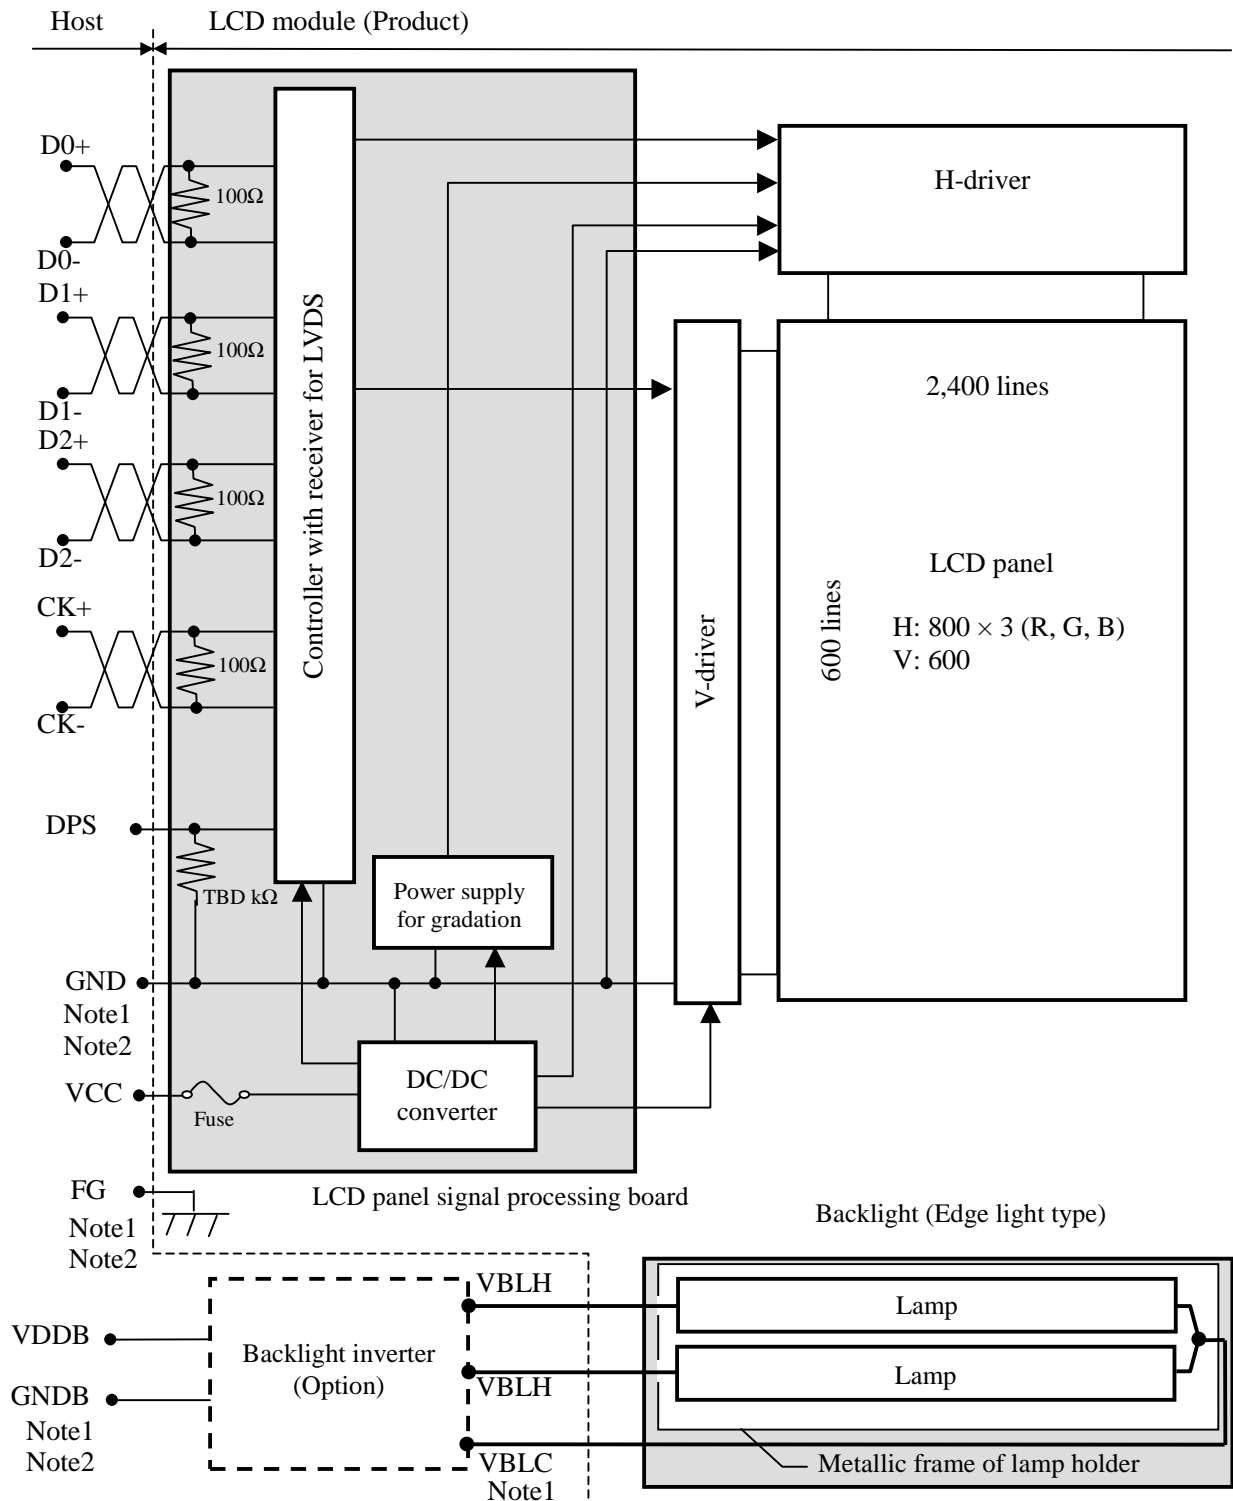 Host
LCD module (Product)
D0+
100Ω
D0-
D1+
100Ω
D1-
D2+
100Ω
D2-
CK+
100Ω
CK-
Controller with receiver for LVDS
H-driver
V-driver
2,400 lines
600 lines
LCD panel
H: 800 × 3 (R, G, B)
V: 600
DPS
TBD kΩ
Power supply
for gradation
GND
Note1
Note2
VCC
Fuse
DC/DC
converter
FG
Note1
Note2
LCD panel signal processing board
Backlight (Edge light type)
VDDB
GNDB
Note1
Note2
Backlight inverter
(Option)
VBLH
VBLH
VBLC
Note1
Lamp
Lamp
Metallic frame of lamp holder